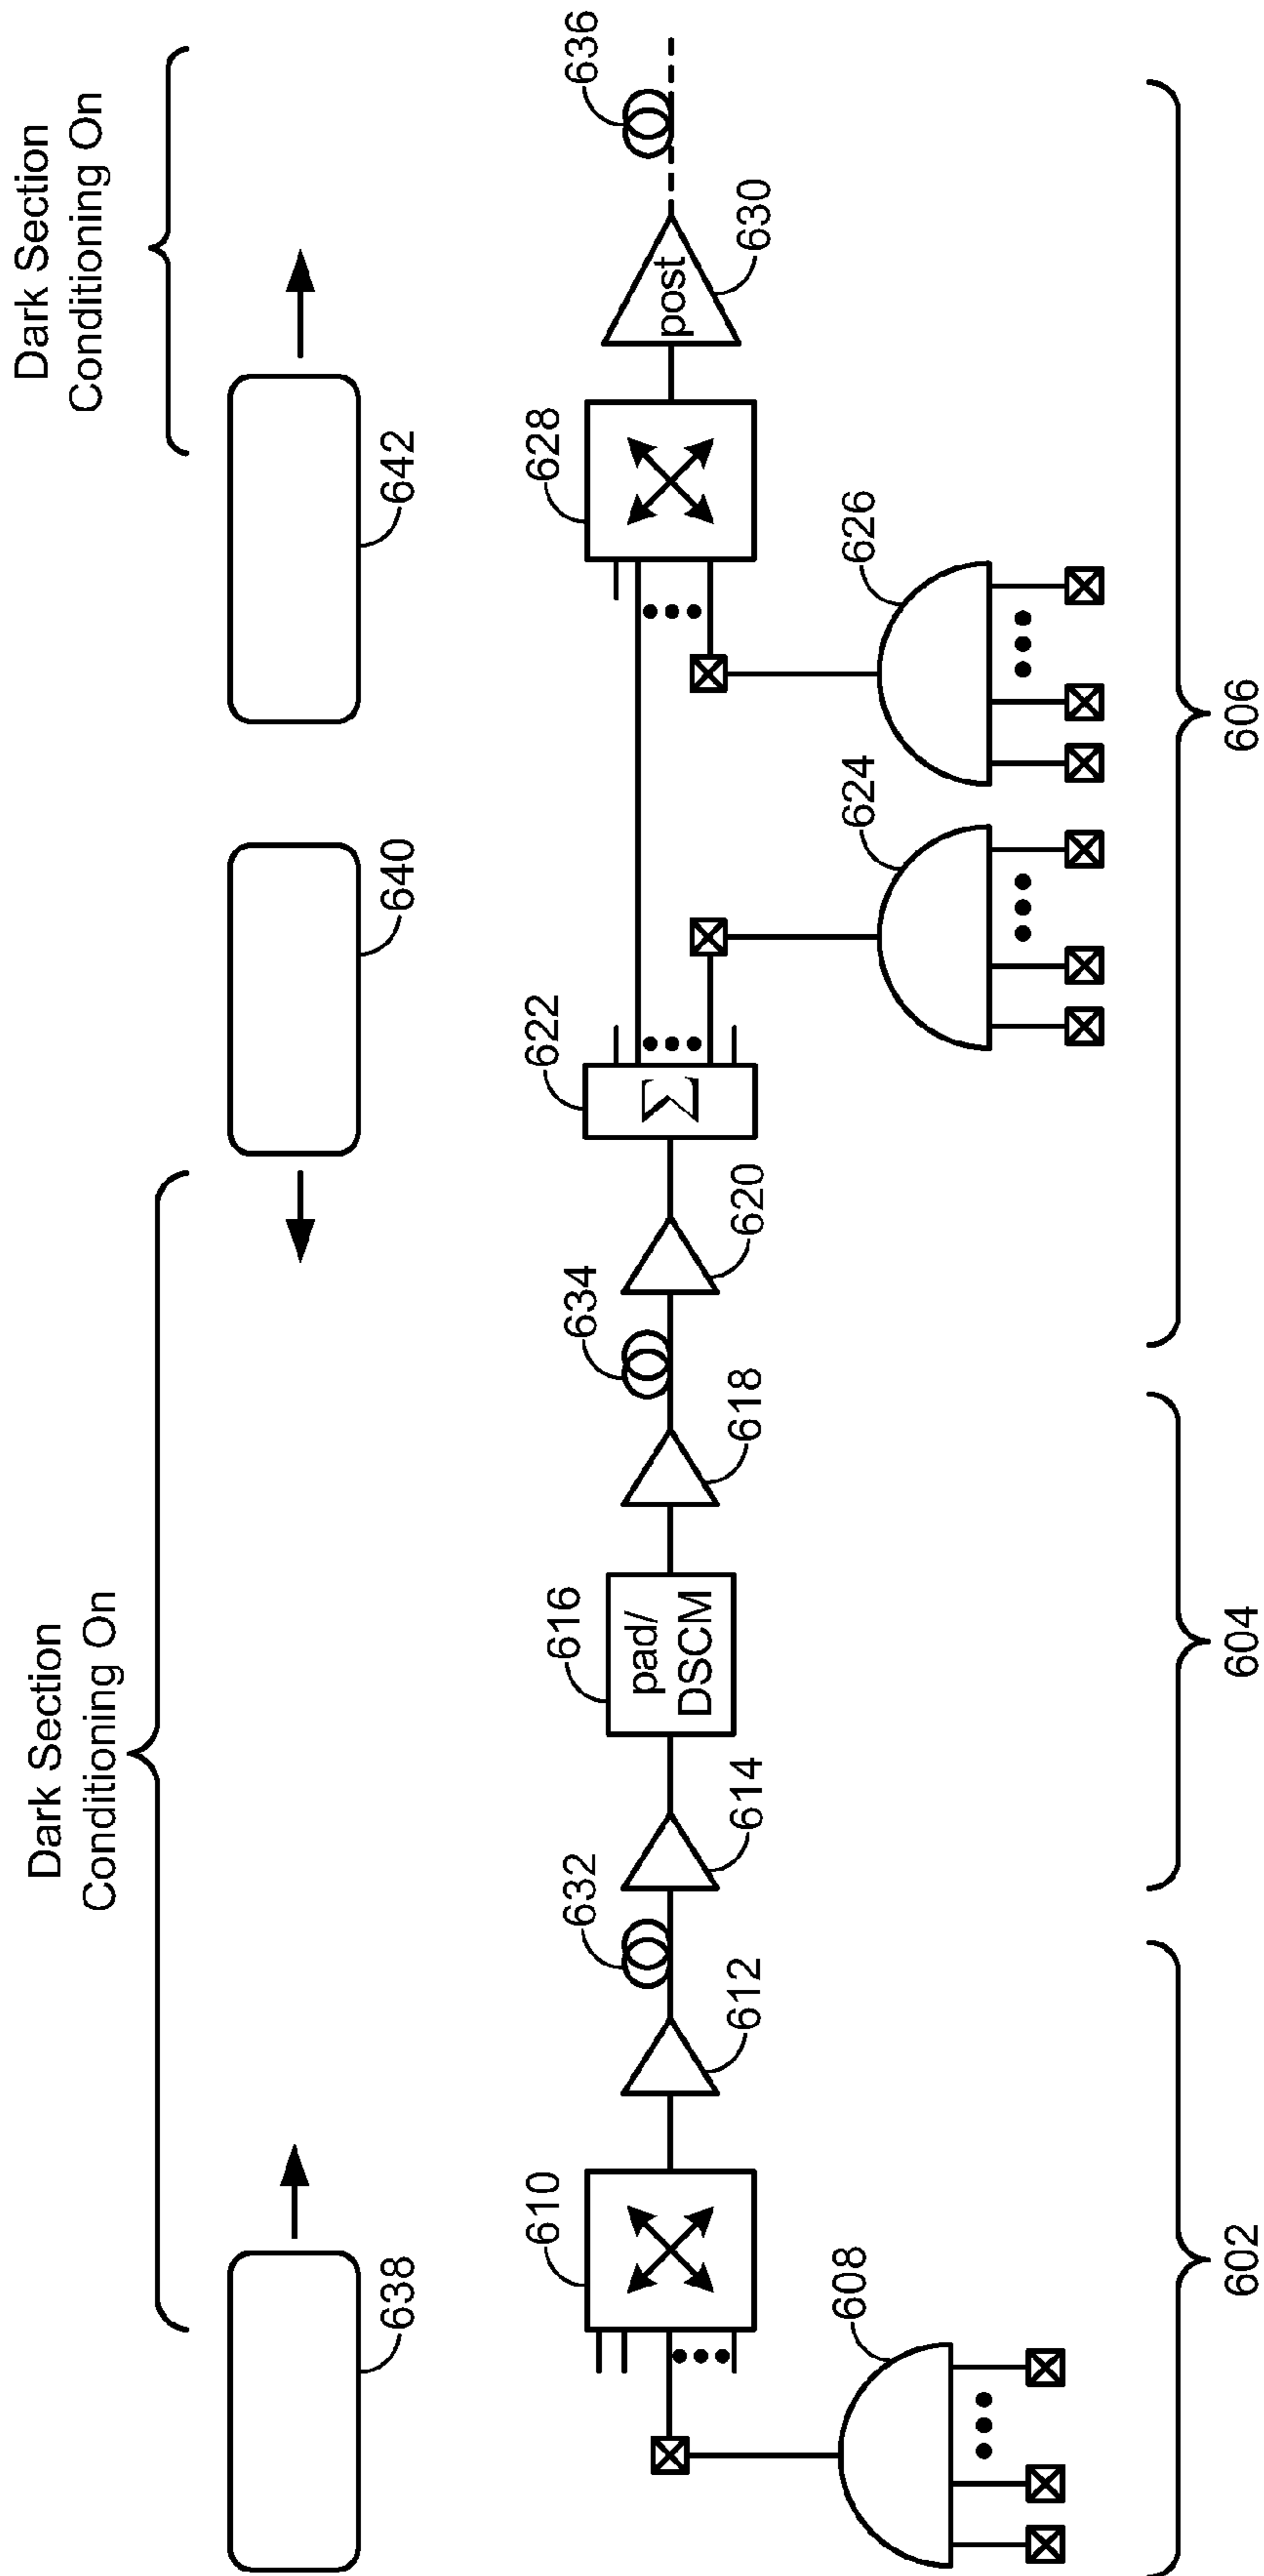 Dark Section
Conditioning On
Dark Section
Conditioning On
638
640
642
610
632
616
634
622
628
636
pad/
DSCM
Σ
post
612
614
618
620
630
608
624
626
602
604
606